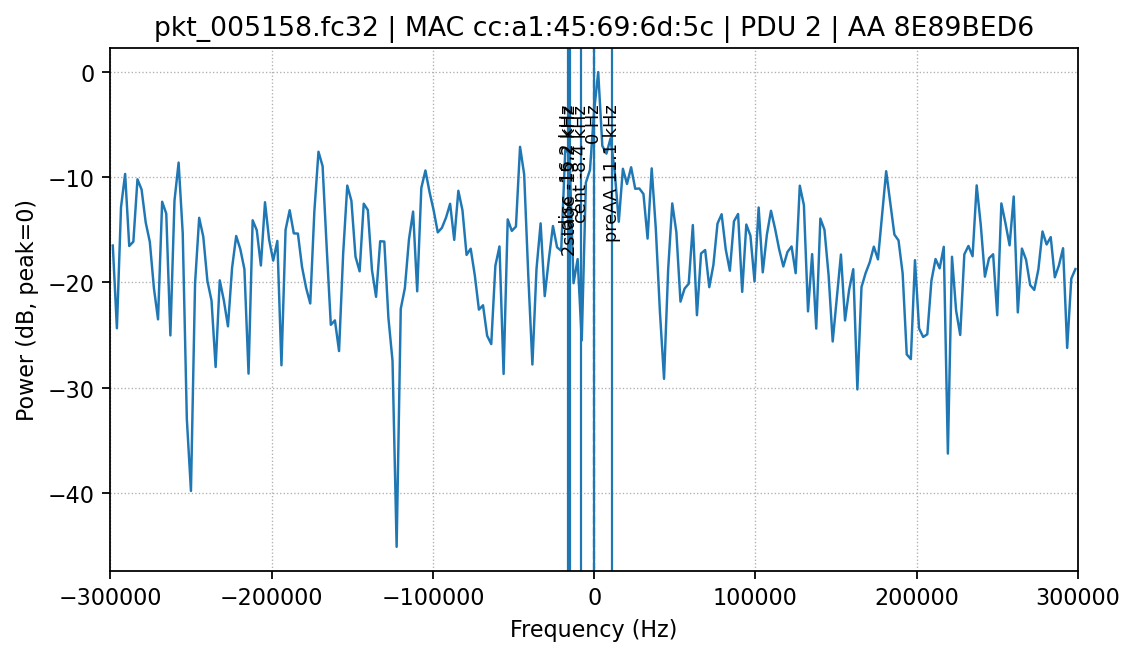 pkt_005158.fc32 | MAC cc:a1:45:69:6d:5c | PDU 2 | AA 8E89BED6
Power (dB, peak=0)
0
−10
−20
−30
−40
cent -8.4 kHz
0 Hz
preAA 11.1 kHz
−300000
−200000
−100000
0
100000
200000
300000
Frequency (Hz)